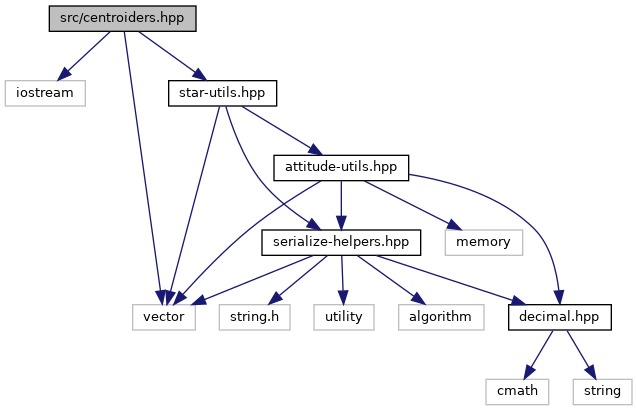 src/centroiders.hpp
iostream
star-utils.hpp
attitude-utils.hpp
serialize-helpers.hpp
memory
vector
string.h
utility
algorithm
decimal.hpp
cmath
string